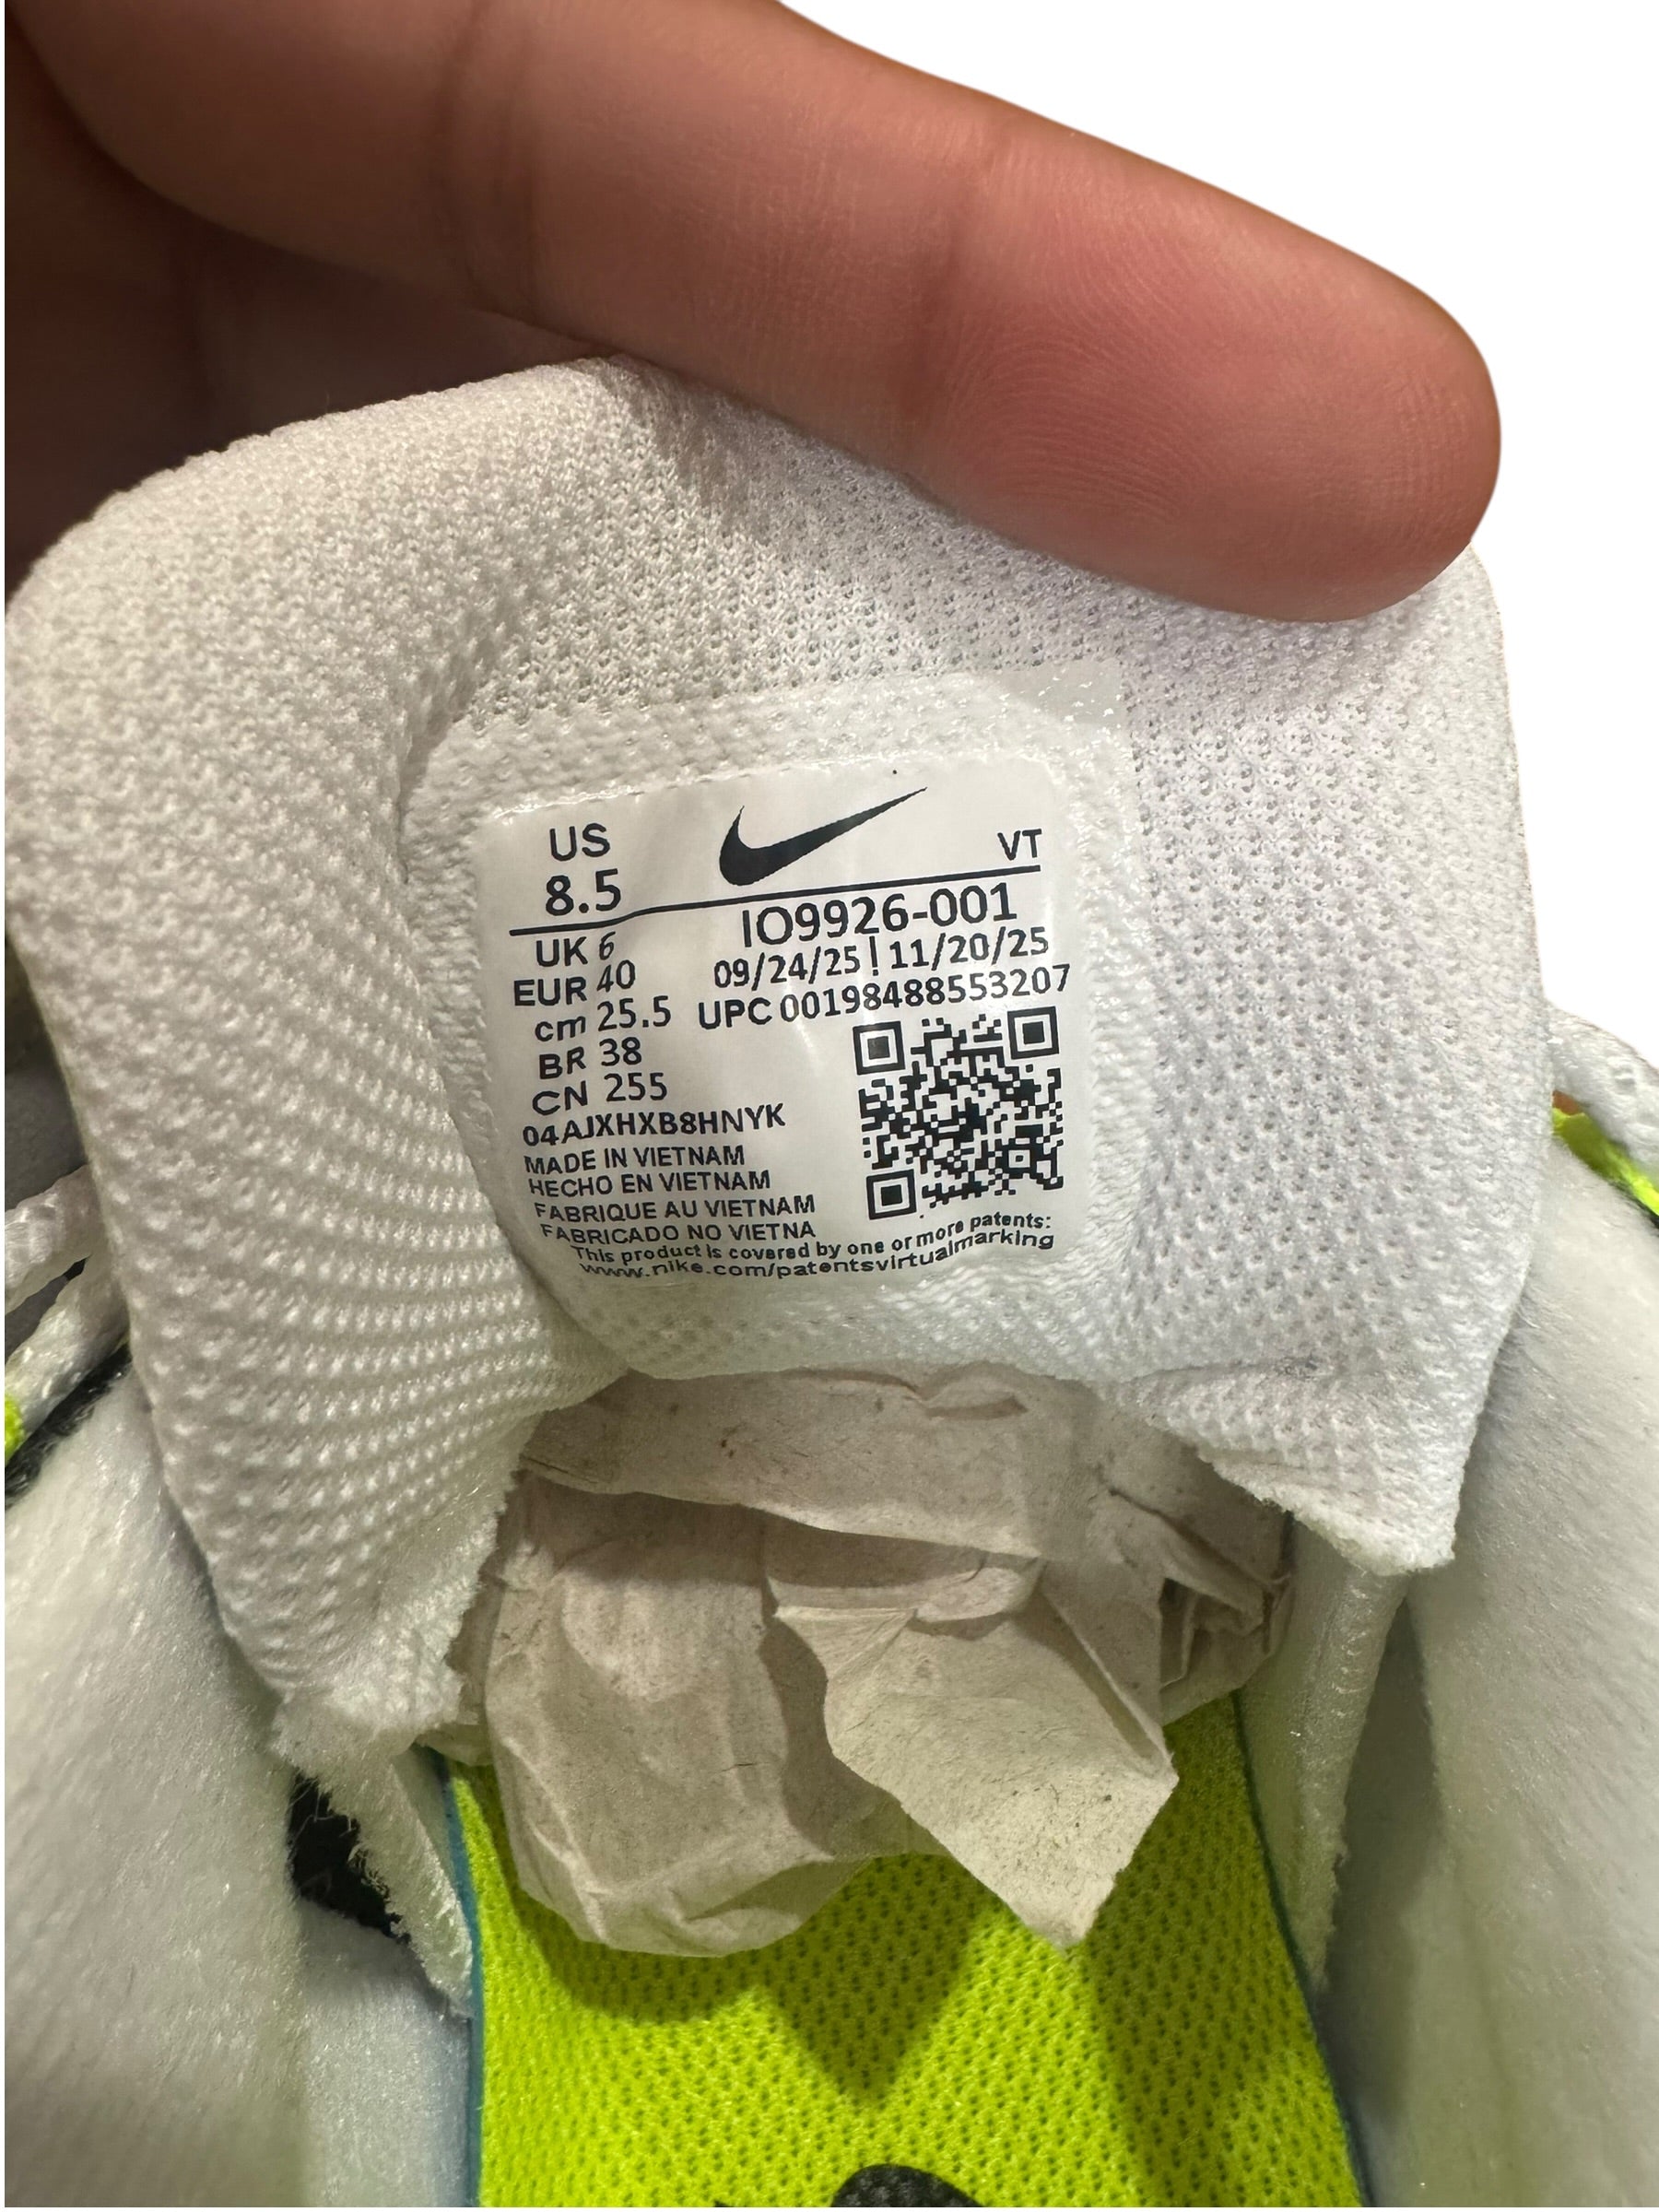 US
8.5
VT
UK 6
EUR 40
cm 25.5
BR 38
CN 255
IO9926-001
09/24/25 | 11/20/25
UPC 00198488553207
04AJXHXB8HNYK
MADE IN VIETNAM
HECHO EN VIETNAM
FABRIQUE AU VIETNAM
FABRICADO NO VIETNA
This product is covered by one or more patents:
www.nike.com/patentsvirtualmarking